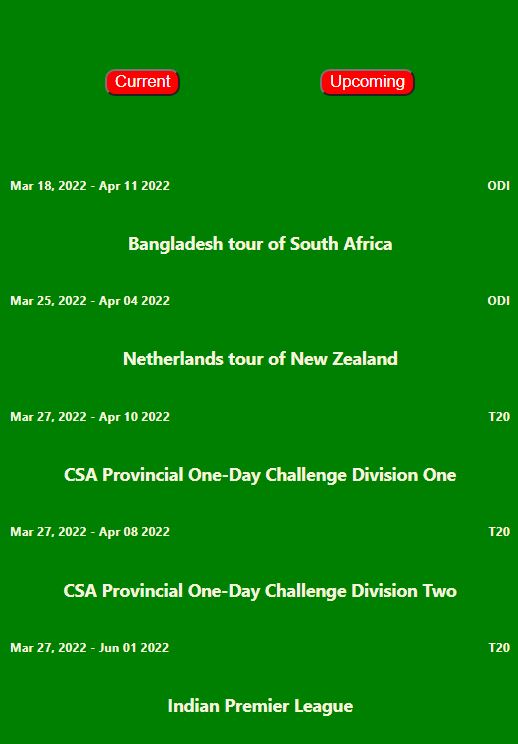 Current Upcoming
Mar 18, 2022 - Apr 11 2022 ODI
Bangladesh tour of South Africa
Mar 25, 2022 - Apr 04 2022 ODI
Netherlands tour of New Zealand
Mar 27, 2022 - Apr 10 2022 T20
CSA Provincial One-Day Challenge Division One
Mar 27, 2022 - Apr 08 2022 T20
CSA Provincial One-Day Challenge Division Two
Mar 27, 2022 - Jun 01 2022 T20
Indian Premier League